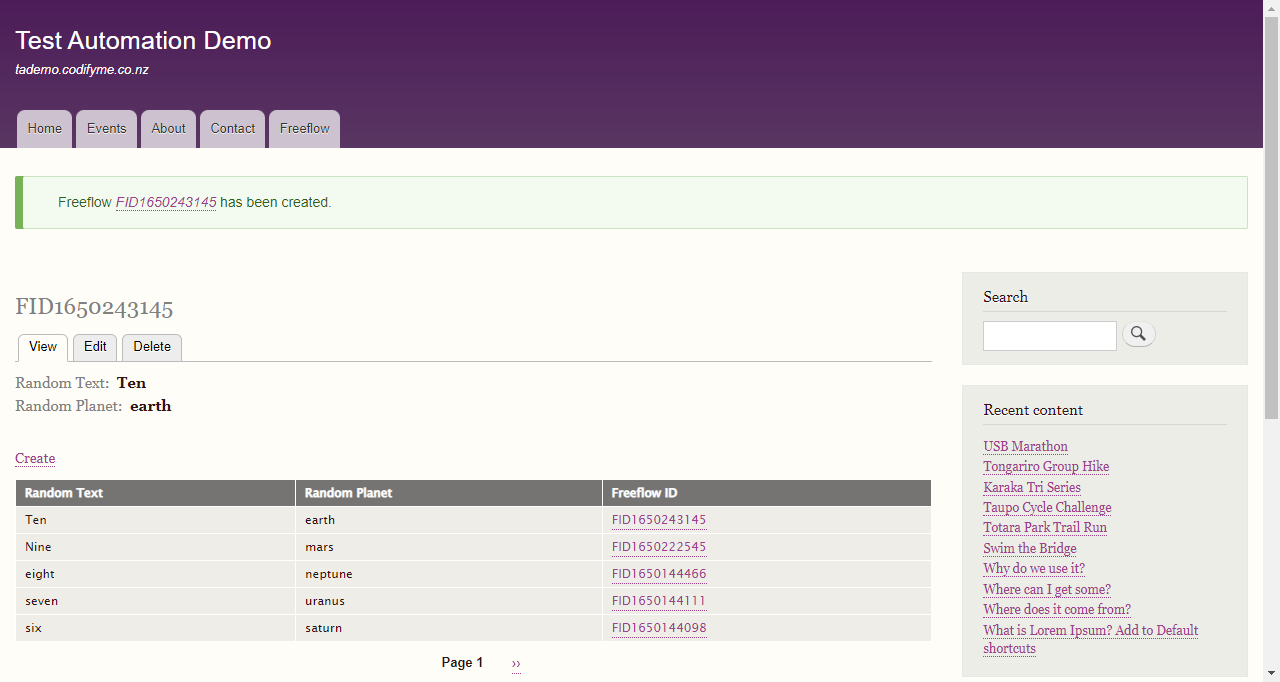 Test Automation Demo
tademo.codifyme.co.nz
Home Events About Contact Freeflow
Freeflow FID1650243145 has been created.
FID1650243145
View Edit Delete
Random Text: Ten
Random Planet: earth
Create
Random Text Random Planet Freeflow ID
Ten earth FID1650243145
Nine mars FID1650222545
eight neptune FID1650144466
seven uranus FID1650144111
six saturn FID1650144098
Page 1 ››
Search
Recent content
USB Marathon
Tongariro Group Hike
Karaka Tri Series
Taupo Cycle Challenge
Totara Park Trail Run
Swim the Bridge
Why do we use it?
Where can I get some?
Where does it come from?
What is Lorem Ipsum? Add to Default
shortcuts